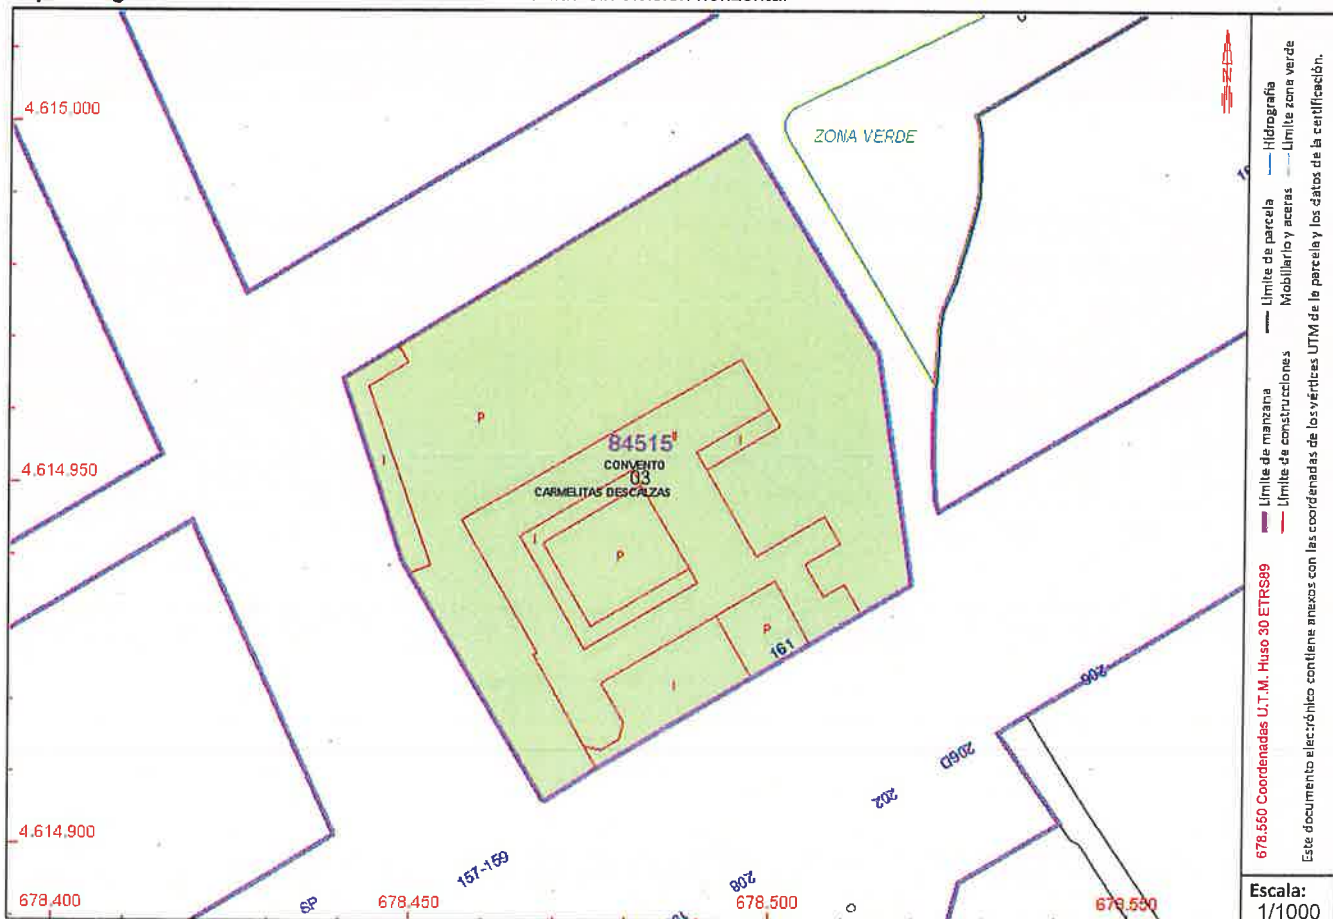 4.615.000
ZONA VERDE
P
84515
II
I
I
CONVENTO
03
CARMELITAS DESCALZAS
4.614.950
I
P
P
161
I
206
206D
202
4.614.900
157-159
208
678.400
SP
678.450
678.500
678.550
Hidrografía
Límite zona verde
Límite de parcela
Mobiliario y aceras
Límite de manzana
Límite de construcciones
678.550 Coordenadas U.T.M. Huso 30 ETRS89
Este documento electrónico contiene anexos con las coordenadas de los vértices UTM de la parcela y los datos de la certificación.
Escala:
1/1000